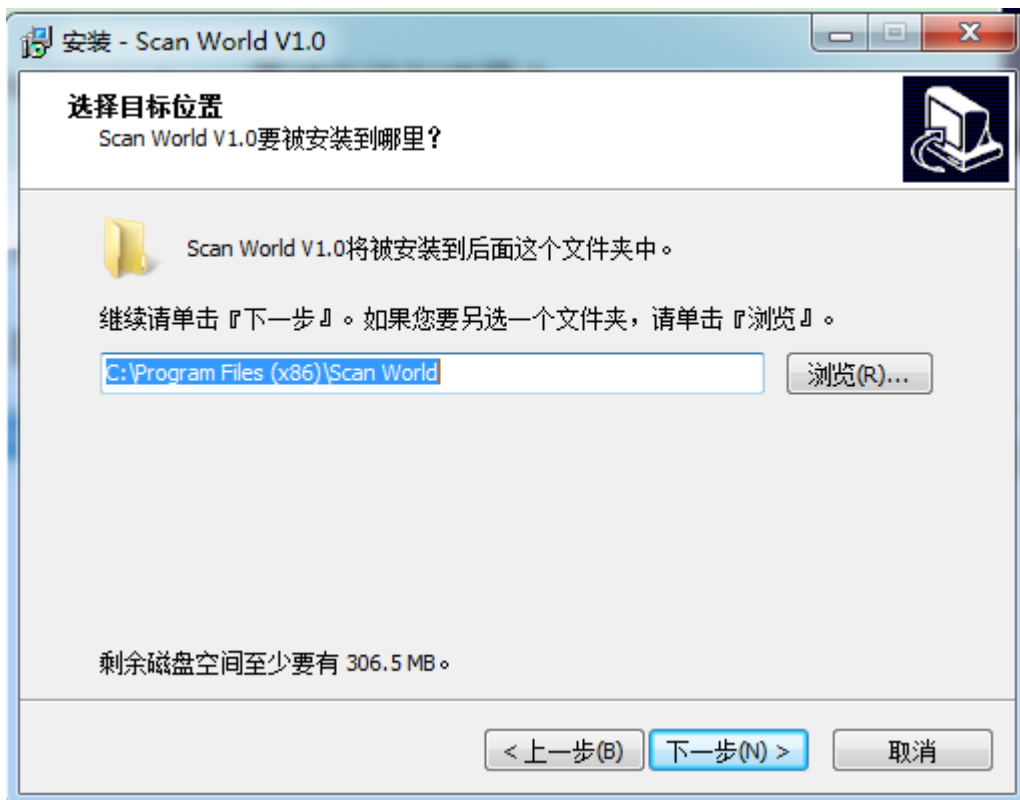 安装 - Scan World V1.0
选择目标位置
Scan World V1.0要被安装到哪里?
Scan World V1.0将被安装到后面这个文件夹中。
继续请单击『下一步』。如果您要另选一个文件夹，请单击『浏览』。
C:\Program Files (x86)\Scan World
浏览(R)...
剩余磁盘空间至少要有 306.5 MB。
< 上一步(B)
下一步(N) >
取消